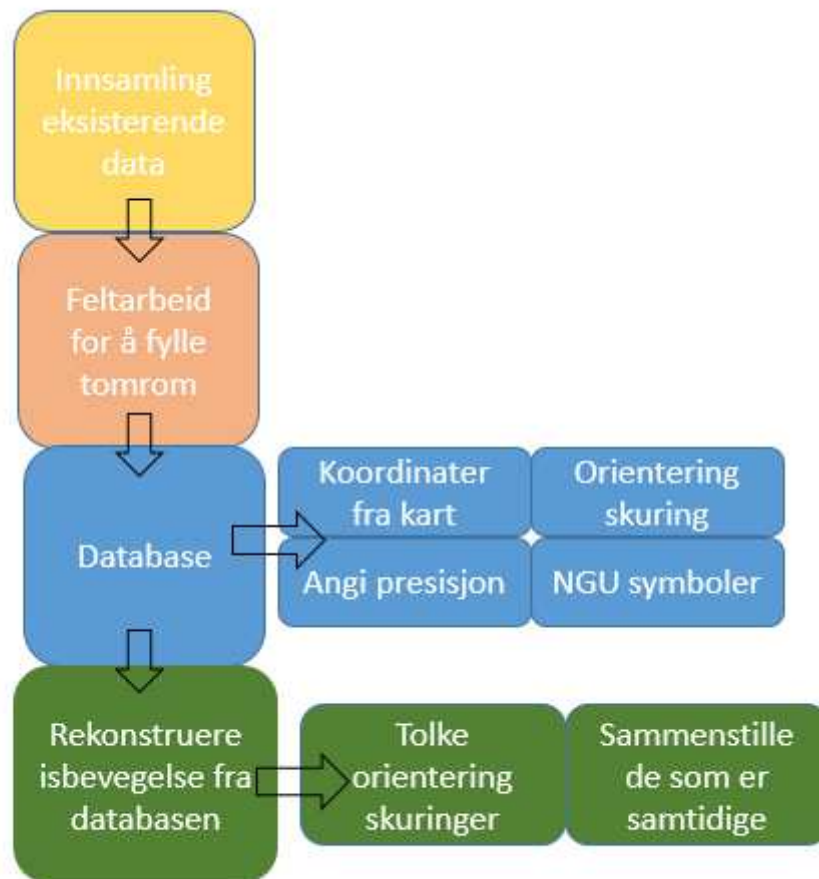 Innsamling
eksisterende
data
Feltarbeid
for å fylle
tomrom
Database
Koordinater
fra kart
Orientering
skuring
Angi presisjon
NGU symboler
Rekonstruere
isbevegelse fra
databasen
Tolke
orientering
skuringer
Sammenstille
de som er
samtidige